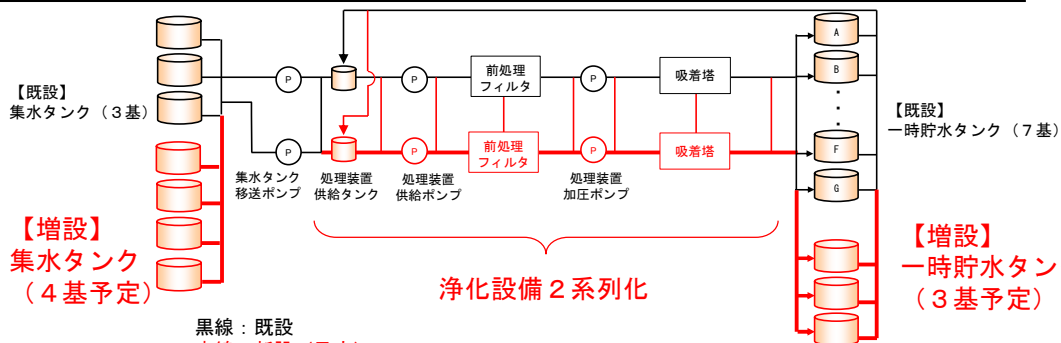 【既設】
集水タンク（３基）
【増設】
集水タンク
（４基予定）
P
P
集水タンク
移送ポンプ
処理装置
供給タンク
P
P
処理装置
供給ポンプ
前処理
フィルタ
前処理
フィルタ
P
P
処理装置
加圧ポンプ
吸着塔
吸着塔
浄化設備２系列化
A
B
・
・
F
G
【既設】
一時貯水タンク（７基）
【増設】
一時貯水タン
（３基予定）
黒線：既設